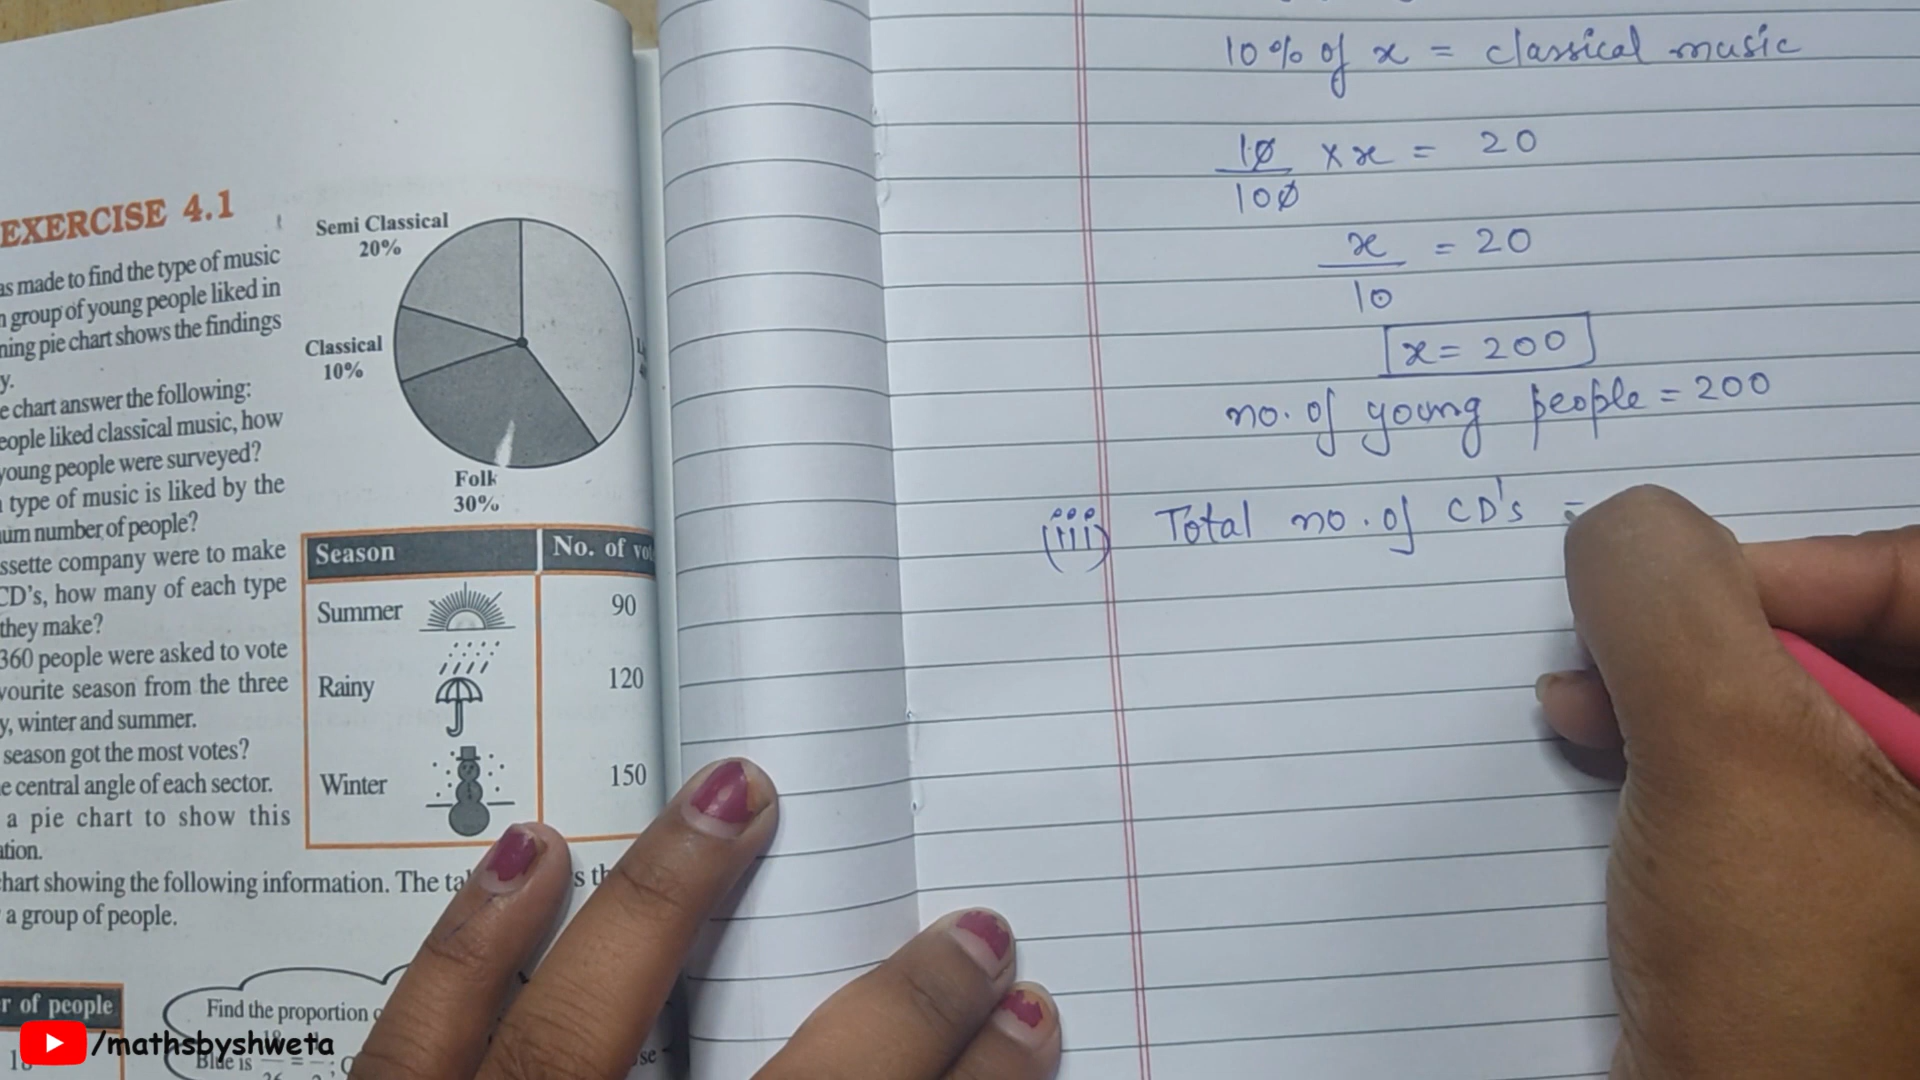 EXERCISE 4.1
as made to find the type of music
group of young people liked in
ning pie chart shows the findings
y.
e chart answer the following:
eople liked classical music, how
young people were surveyed?
type of music is liked by the
um number of people?
ssette company were to make
CD's, how many of each type
they make?
360 people were asked to vote
vourite season from the three
y, winter and summer.
season got the most votes?
e central angle of each sector.
a pie chart to show this
ation.
hart showing the following information. The ta
a group of people.
r of people
Semi Classical
20%
Classical
10%
Folk
30%
Season No. of vo
Summer 90
Rainy 120
Winter 150
Find the proportion
Blue is
/mathsbyshweta
10% of x = classical music
10/100 × x = 20
x/10 = 20
x = 200
no. of young people = 200
(iii) Total no. of CD's =